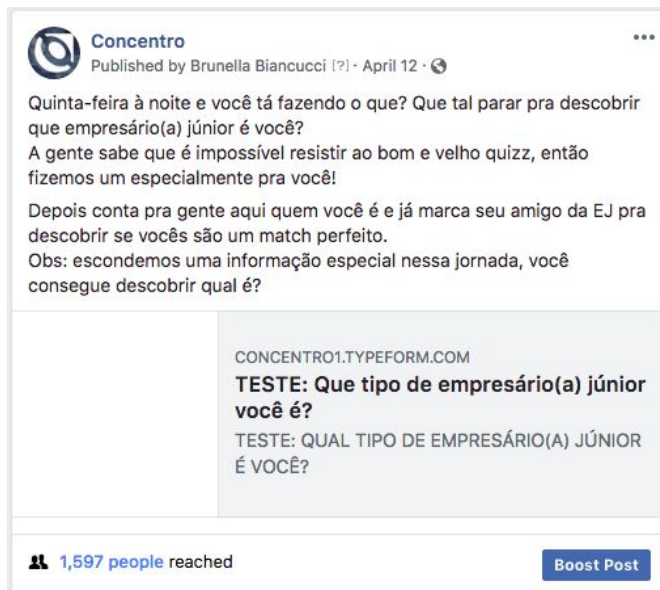 Concentro
Published by Brunella Biancucci [?] · April 12 ·
Quinta-feira à noite e você tá fazendo o que? Que tal parar pra descobrir
que empresário(a) júnior é você?
A gente sabe que é impossível resistir ao bom e velho quizz, então
fizemos um especialmente pra você!
Depois conta pra gente aqui quem você é e já marca seu amigo da EJ pra
descobrir se vocês são um match perfeito.
Obs: escondemos uma informação especial nessa jornada, você
consegue descobrir qual é?
CONCENTRO1.TYPEFORM.COM
TESTE: Que tipo de empresário(a) júnior
você é?
TESTE: QUAL TIPO DE EMPRESÁRIO(A) JÚNIOR
É VOCÊ?
1,597 people reached
Boost Post